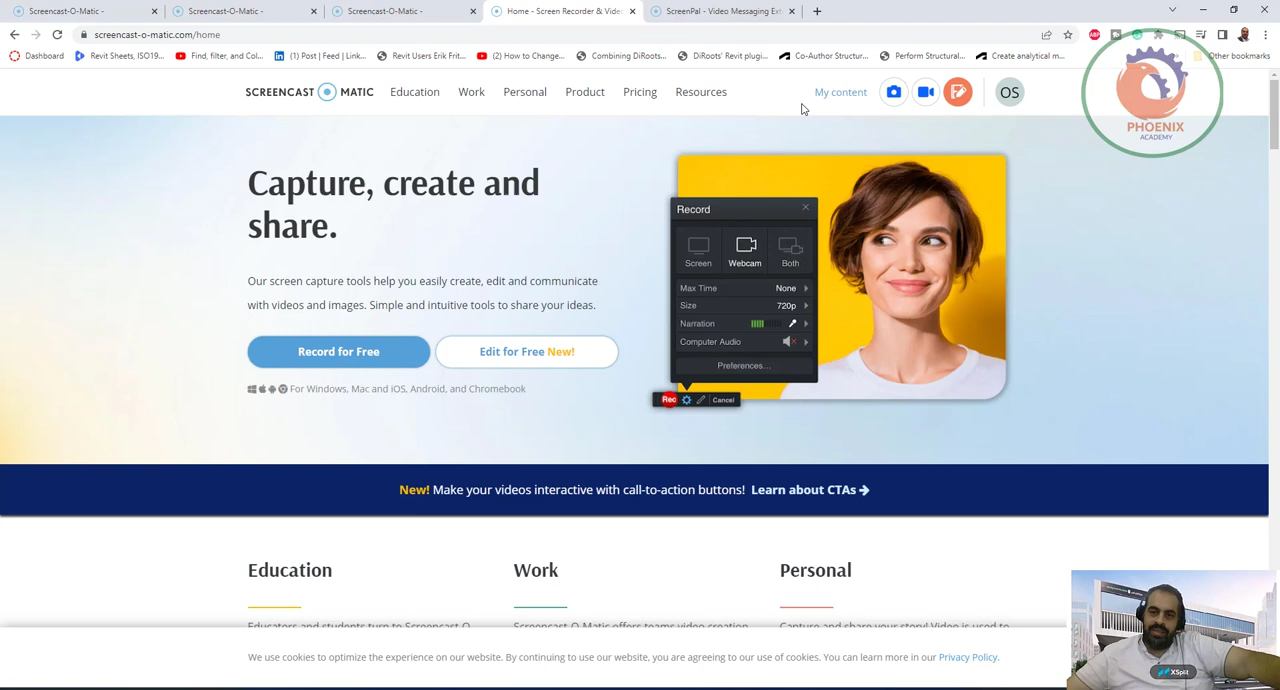 Screencast-O-Matic -
Screencast-O-Matic -
Screencast-O-Matic -
Home - Screen Recorder & Vide
ScreenPal - Video Messaging Ext
screencast-o-matic.com/home
Dashboard
Revit Sheets, ISO19...
Find, filter, and Col...
(1) Post | Feed | Link...
Revit Users Erik Frit...
(2) How to Change...
Combining DiRoots...
DiRoots' Revit plugi...
Co-Author Structur...
Perform Structural...
Create analytical m...
Other bookmarks
SCREENCAST MATIC
Education
Work
Personal
Product
Pricing
Resources
My content
OS
PHOENIX
ACADEMY
Capture, create and
share.
Our screen capture tools help you easily create, edit and communicate
with videos and images. Simple and intuitive tools to share your ideas.
Record for Free
Edit for Free New!
For Windows, Mac and iOS, Android, and Chromebook
Record
Screen
Webcam
Both
Max Time None
Size 720p
Narration
Computer Audio
Preferences...
Rec
Cancel
New! Make your videos interactive with call-to-action buttons! Learn about CTAs
Education
Work
Personal
Educators and students turn to Screencast-O-
Screencast-O-Matic offers teams video creation
Capture and share your story! Video is used to
We use cookies to optimize the experience on our website. By continuing to use our website, you are agreeing to our use of cookies. You can learn more in our Privacy Policy.
XSplit